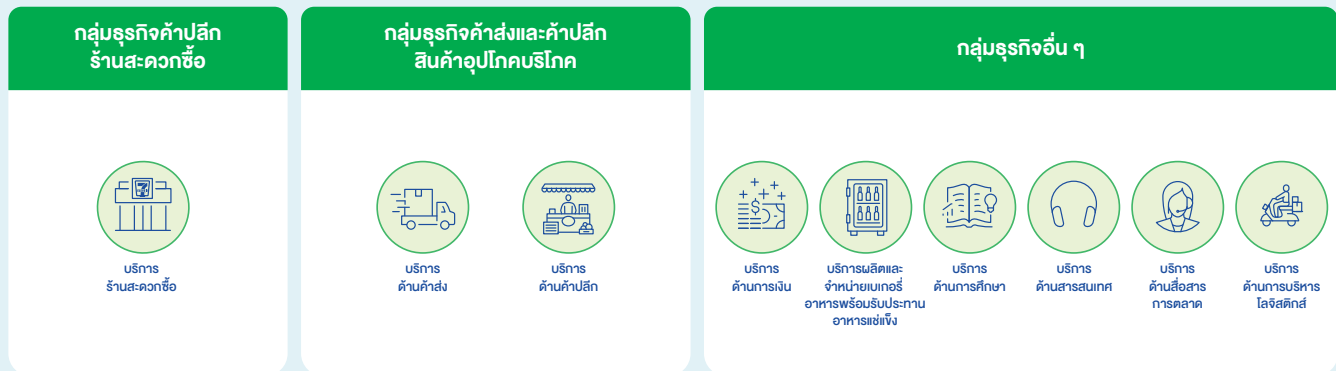 กลุ่มธุรกิจค้าปลีก
ร้านสะดวกซื้อ
กลุ่มธุรกิจค้าส่งและค้าปลีก
สินค้าอุปโภคบริโภค
กลุ่มธุรกิจอื่น ๆ
7
บริการ
ร้านสะดวกซื้อ
บริการ
ด้านค้าส่ง
บริการ
ด้านค้าปลีก
$
บริการ
ด้านการเงิน
บริการผลิตและ
จำหน่ายเบเกอรี่
อาหารพร้อมรับประทาน
อาหารแช่แข็ง
บริการ
ด้านการศึกษา
บริการ
ด้านสารสนเทศ
บริการ
ด้านสื่อสาร
การตลาด
บริการ
ด้านการบริหาร
โลจิสติกส์